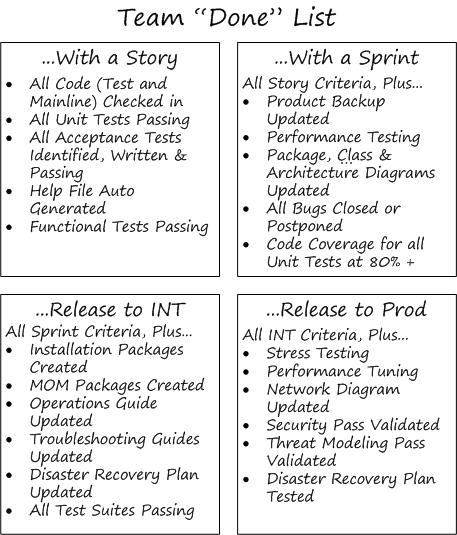 Team “Done” List
...With a Story
• All Code (Test and
Mainline) Checked in
• All Unit Tests Passing
• All Acceptance Tests
Identified, Written &
Passing
• Help File Auto
Generated
• Functional Tests Passing
...With a Sprint
All Story Criteria, Plus...
• Product Backup
Updated
• Performance Testing
• Package, Class &
Architecture Diagrams
Updated
• All Bugs Closed or
Postponed
• Code Coverage for all
Unit Tests at 80% +
...Release to INT
All Sprint Criteria, Plus...
• Installation Packages
Created
• MOM Packages Created
• Operations Guide
Updated
• Troubleshooting Guides
Updated
• Disaster Recovery Plan
Updated
• All Test Suites Passing
...Release to Prod
All INT Criteria, Plus...
• Stress Testing
• Performance Tuning
• Network Diagram
Updated
• Security Pass Validated
• Threat Modeling Pass
Validated
• Disaster Recovery Plan
Tested